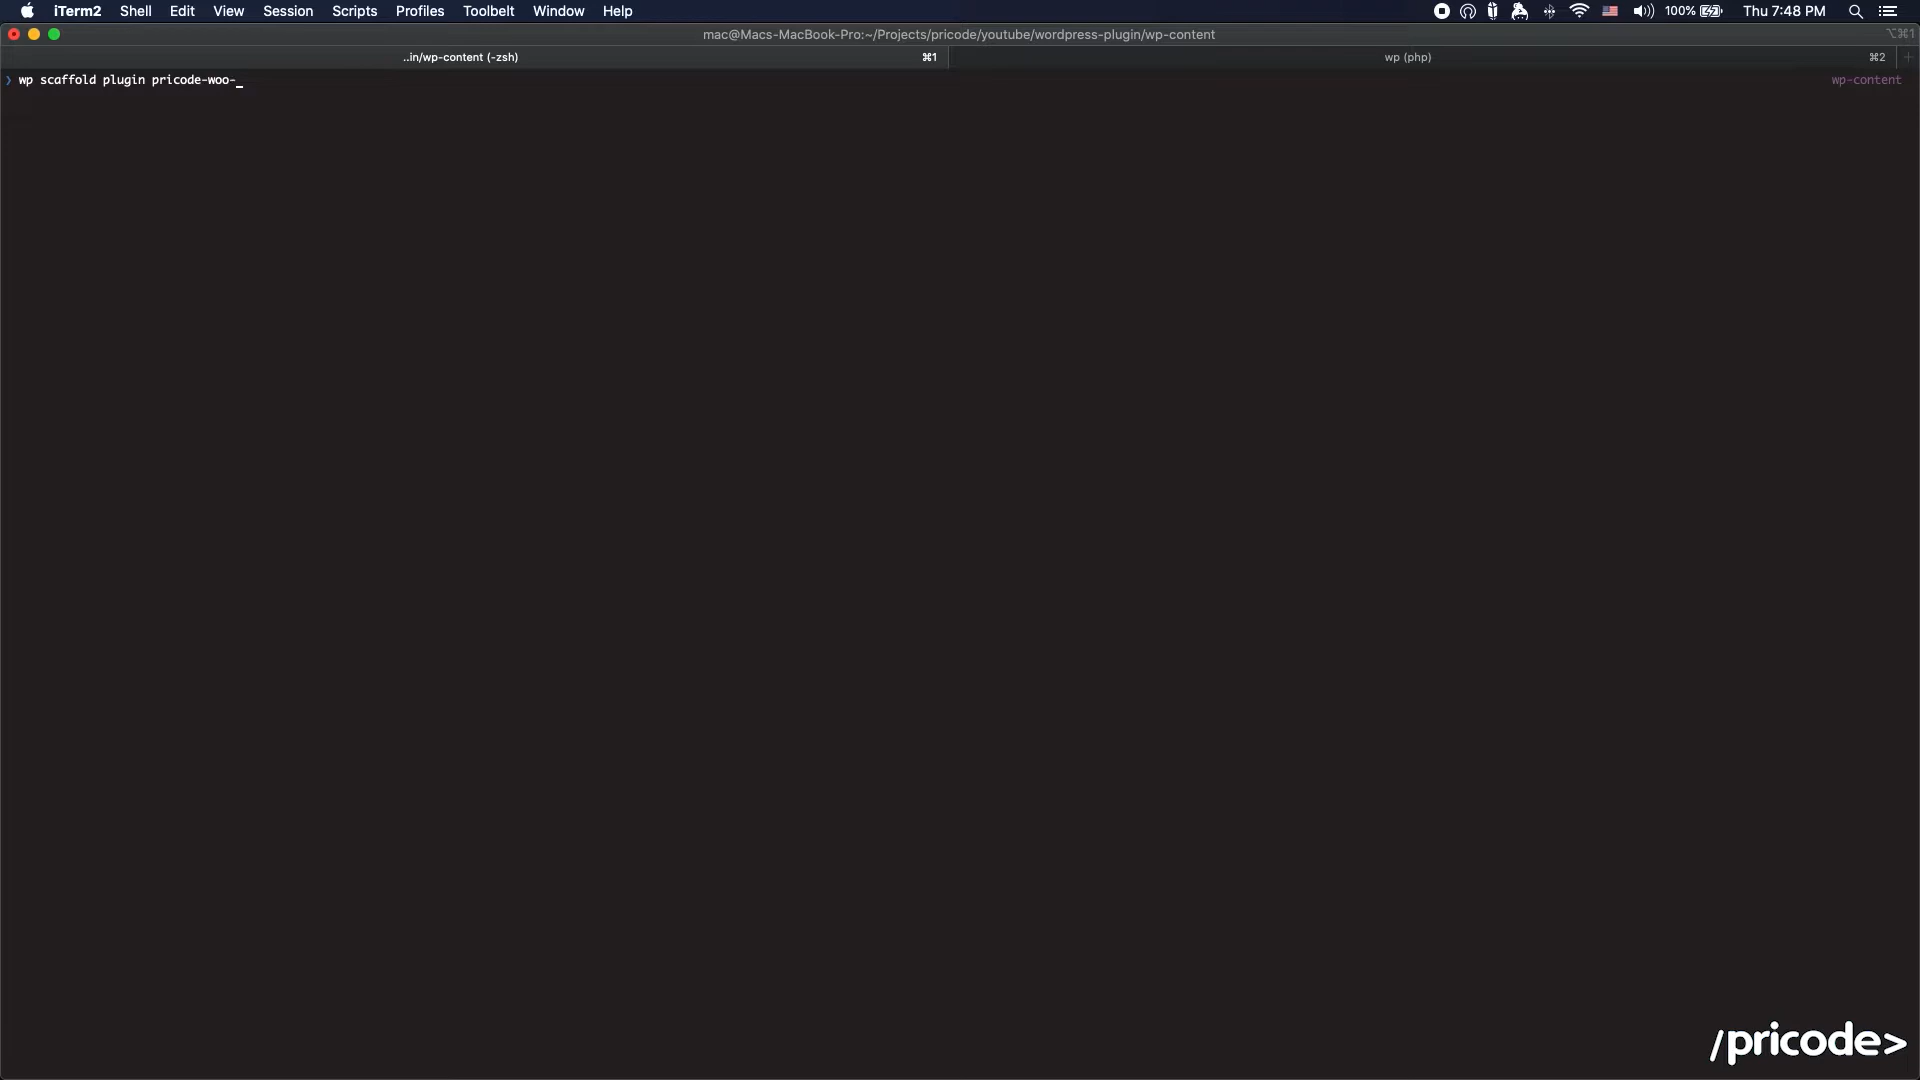 iTerm2 Shell Edit View Session Scripts Profiles Toolbelt Window Help 100% Thu 7:48 PM
mac@Macs-MacBook-Pro:~/Projects/pricode/youtube/wordpress-plugin/wp-content ⌥⌘1
..in/wp-content (-zsh) ⌘1 wp (php) ⌘2 +
❯ wp scaffold plugin pricode-woo-_ wp-content
/pricode>